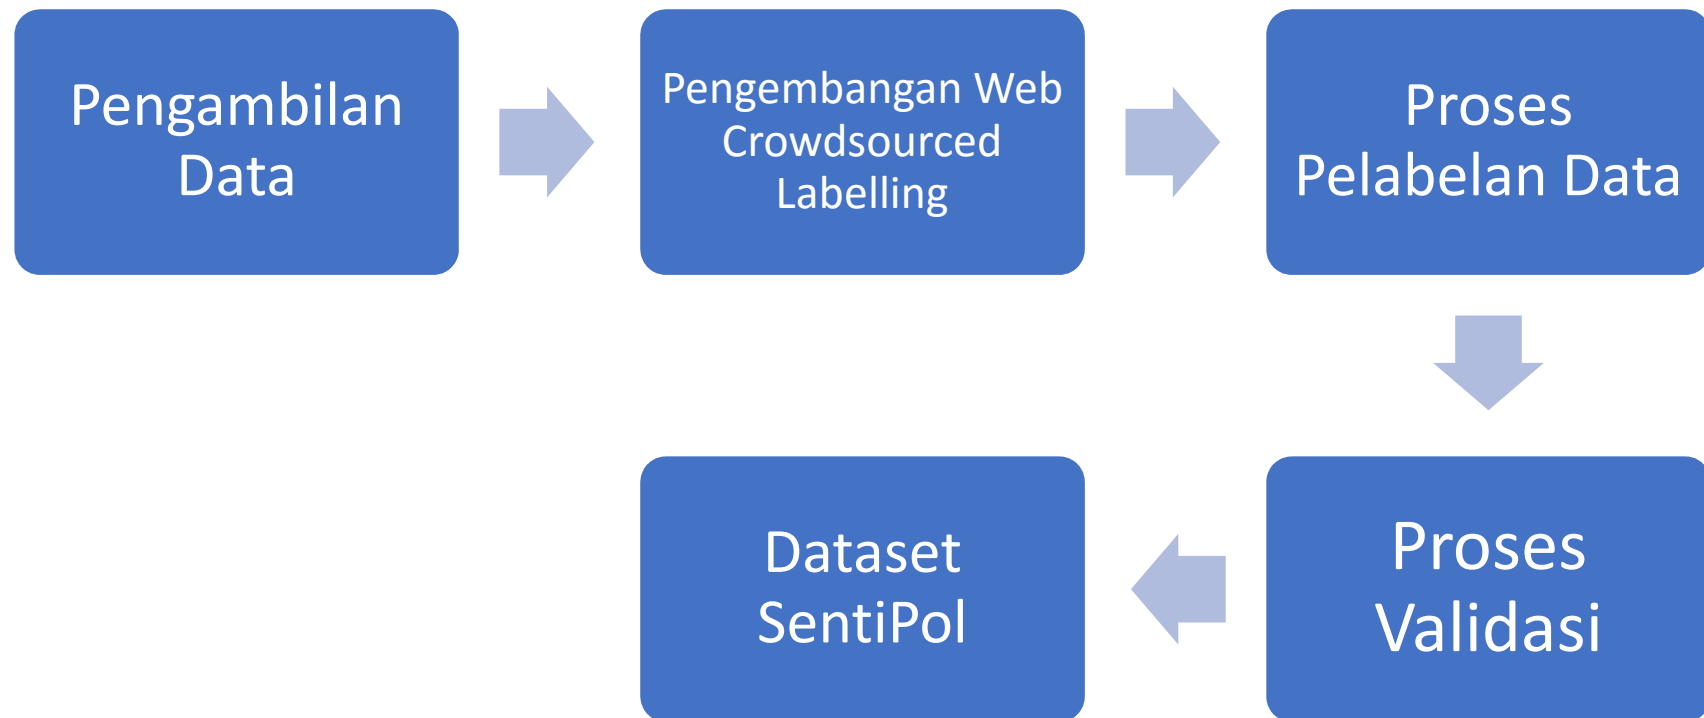 Pengambilan
Data
Pengembangan Web
Crowdsourced
Labelling
Proses
Pelabelan Data
Proses
Validasi
Dataset
SentiPol